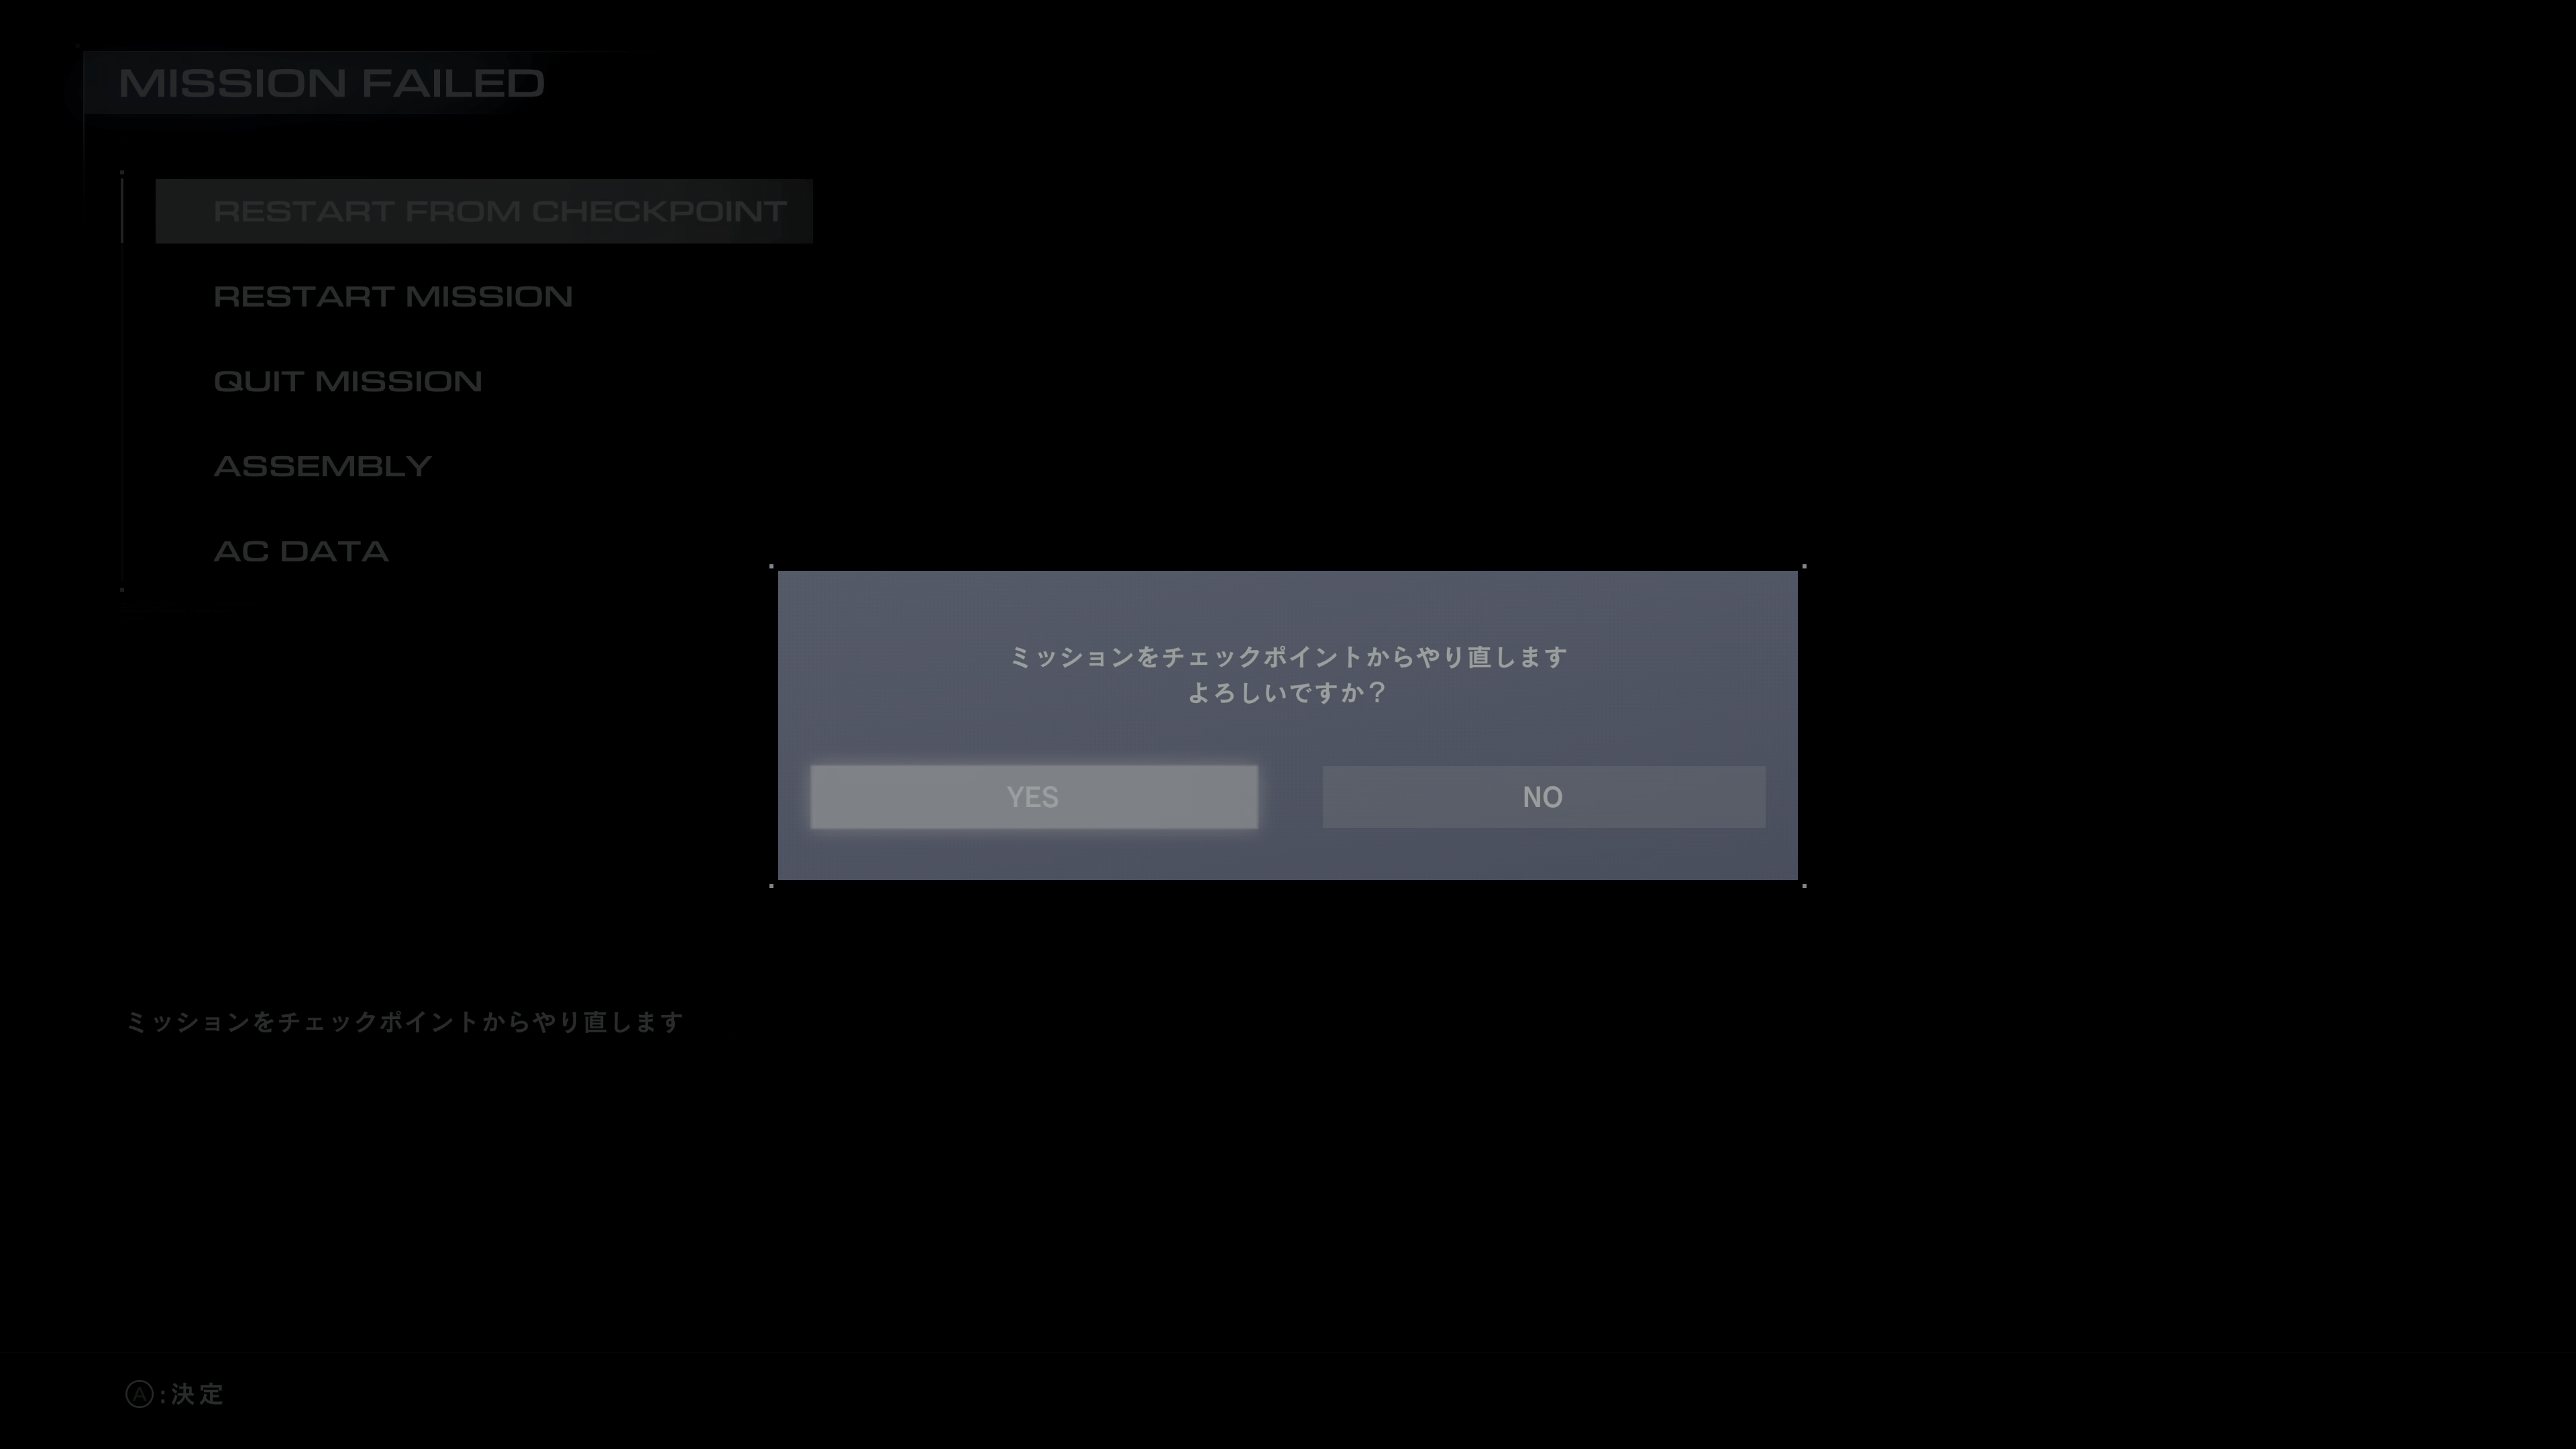 MISSION FAILED
RESTART FROM CHECKPOINT
RESTART MISSION
QUIT MISSION
ASSEMBLY
AC DATA
ミッションをチェックポイントからやり直します
よろしいですか？
YES
NO
ミッションをチェックポイントからやり直します
Ⓐ:決定